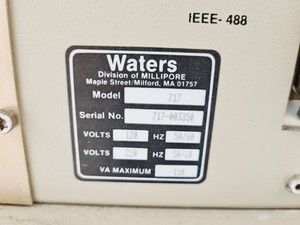 IEEE- 488
Waters
Division of MILLIPORE
Maple Street/Milford, MA 01757
Model 717
Serial No. 717-003350
VOLTS 120 HZ 50/60
VOLTS 220 HZ 50/60
VA MAXIMUM